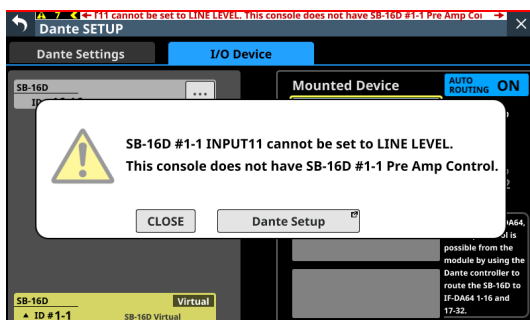 7 ← f11 cannot be set to LINE LEVEL. This console does not have SB-16D #1-1 Pre Amp Co →
Dante SETUP
Dante Settings
I/O Device
SB-16D
...
Mounted Device
AUTO ROUTING ON
SB-16D #1-1 INPUT11 cannot be set to LINE LEVEL.
This console does not have SB-16D #1-1 Pre Amp Control.
CLOSE
Dante Setup
possible from the
module by using the
Dante controller to
route the SB-16D to
IF-DA64 1-16 and
17-32.
SB-16D
Virtual
▲ ID #1-1
SB-16D Virtual